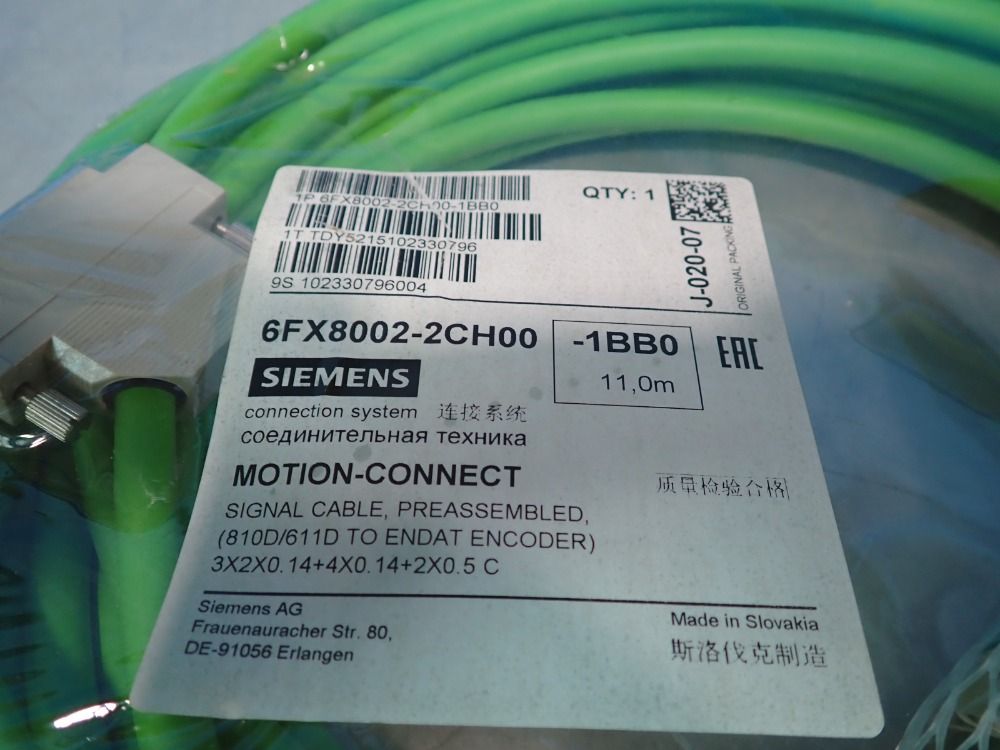 1P 6FX8002-2CH00-1BB0
QTY: 1
1T TDY5215102330796
9S 102330796004
J-020-07
ORIGINAL PACKING
6FX8002-2CH00
-1BB0
11,0m
EAC
SIEMENS
connection system 连接系统
соединительная техника
MOTION-CONNECT
质量检验合格
SIGNAL CABLE, PREASSEMBLED,
(810D/611D TO ENDAT ENCODER)
3X2X0.14+4X0.14+2X0.5 C
Siemens AG
Frauenauracher Str. 80,
DE-91056 Erlangen
Made in Slovakia
斯洛伐克制造